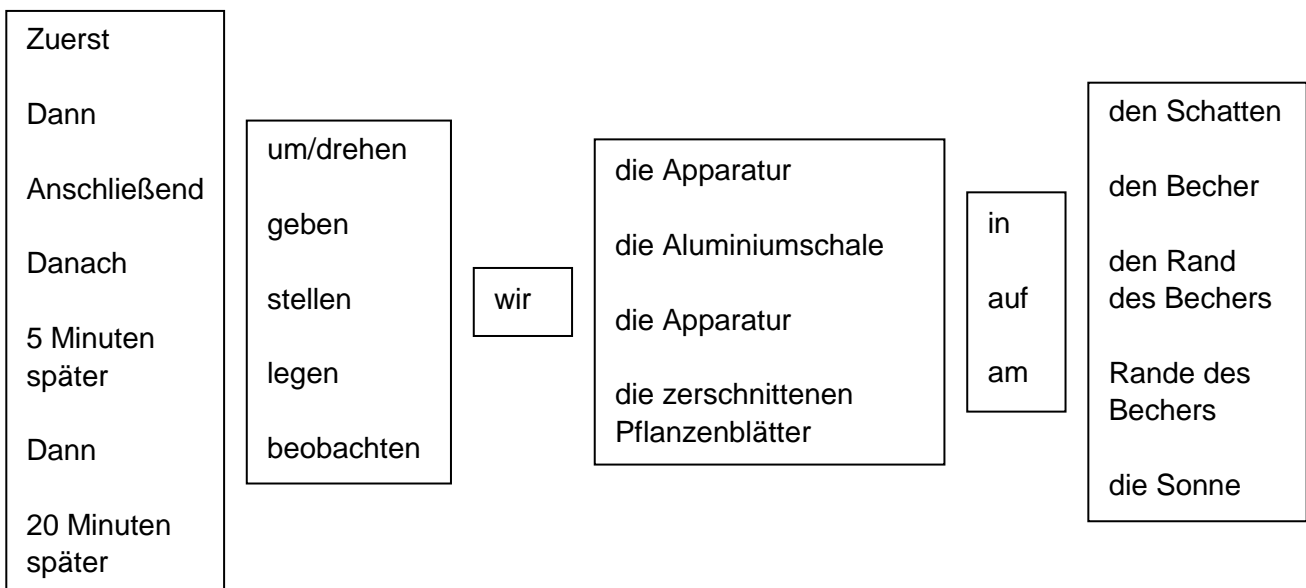 Zuerst
Dann
Anschließend
Danach
5 Minuten
später
Dann
20 Minuten
später
um/drehen
geben
stellen
legen
beobachten
wir
die Apparatur
die Aluminiumschale
die Apparatur
die zerschnittenen
Pflanzenblätter
in
auf
am
den Schatten
den Becher
den Rand
des Bechers
Rande des
Bechers
die Sonne